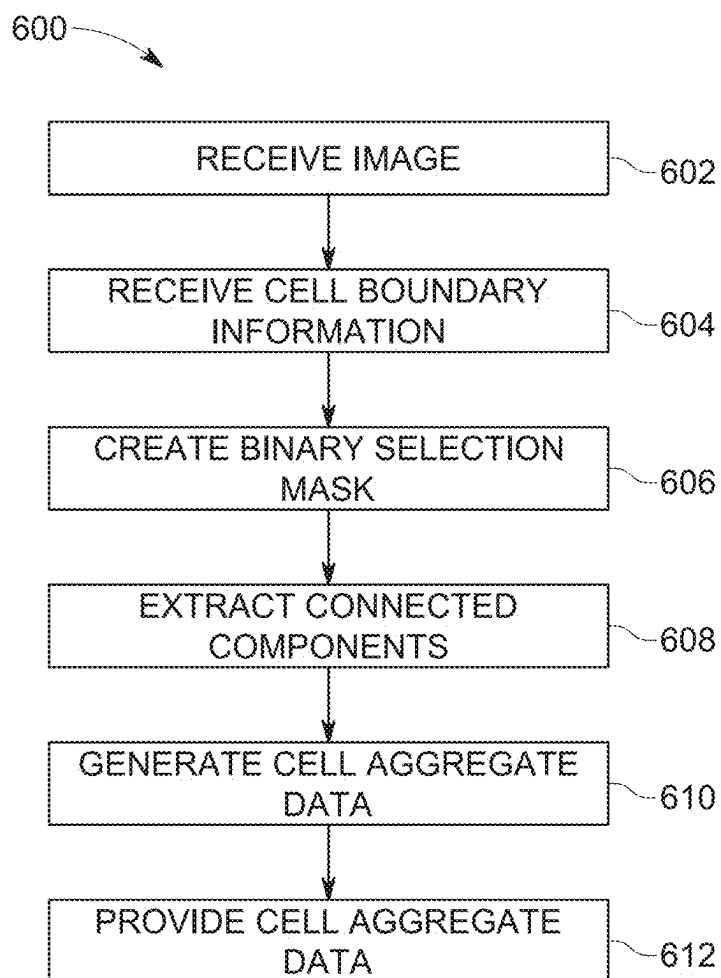 600
RECEIVE IMAGE
602
RECEIVE CELL BOUNDARY
INFORMATION
604
CREATE BINARY SELECTION
MASK
606
EXTRACT CONNECTED
COMPONENTS
608
GENERATE CELL AGGREGATE
DATA
610
PROVIDE CELL AGGREGATE
DATA
612